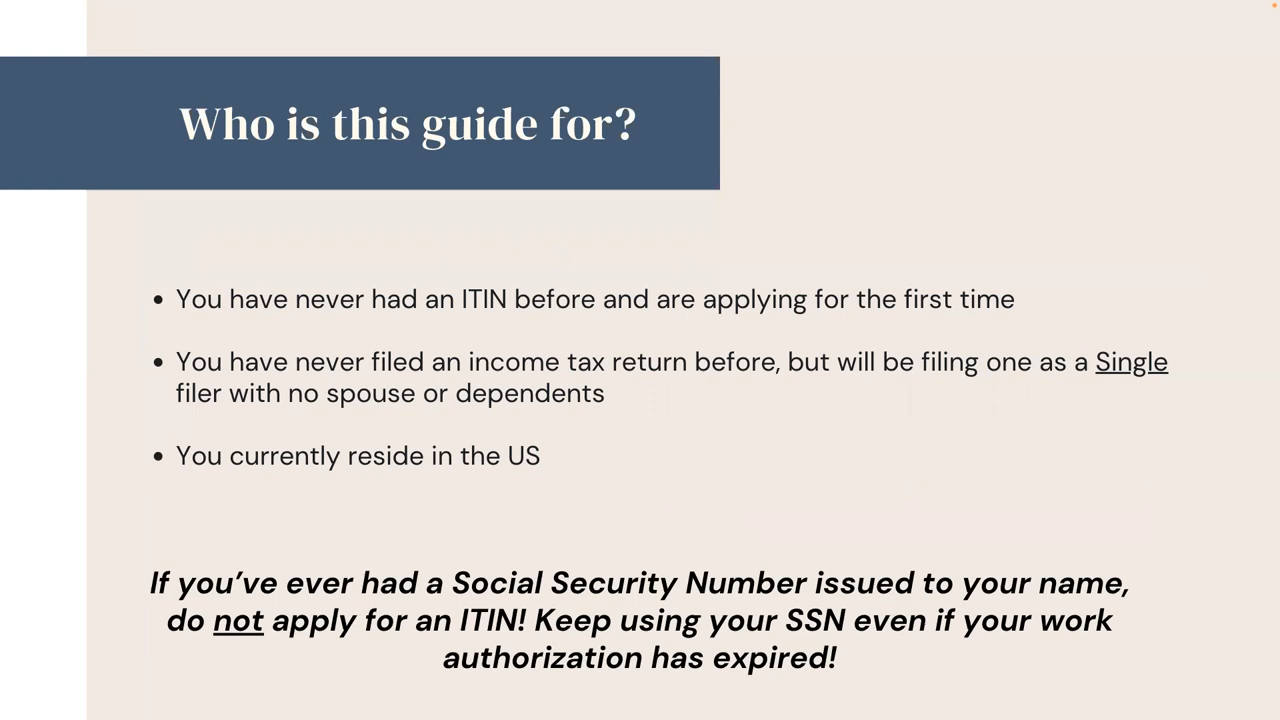 Who is this guide for?
• You have never had an ITIN before and are applying for the first time
• You have never filed an income tax return before, but will be filing one as a Single
filer with no spouse or dependents
• You currently reside in the US
If you’ve ever had a Social Security Number issued to your name,
do not apply for an ITIN! Keep using your SSN even if your work
authorization has expired!